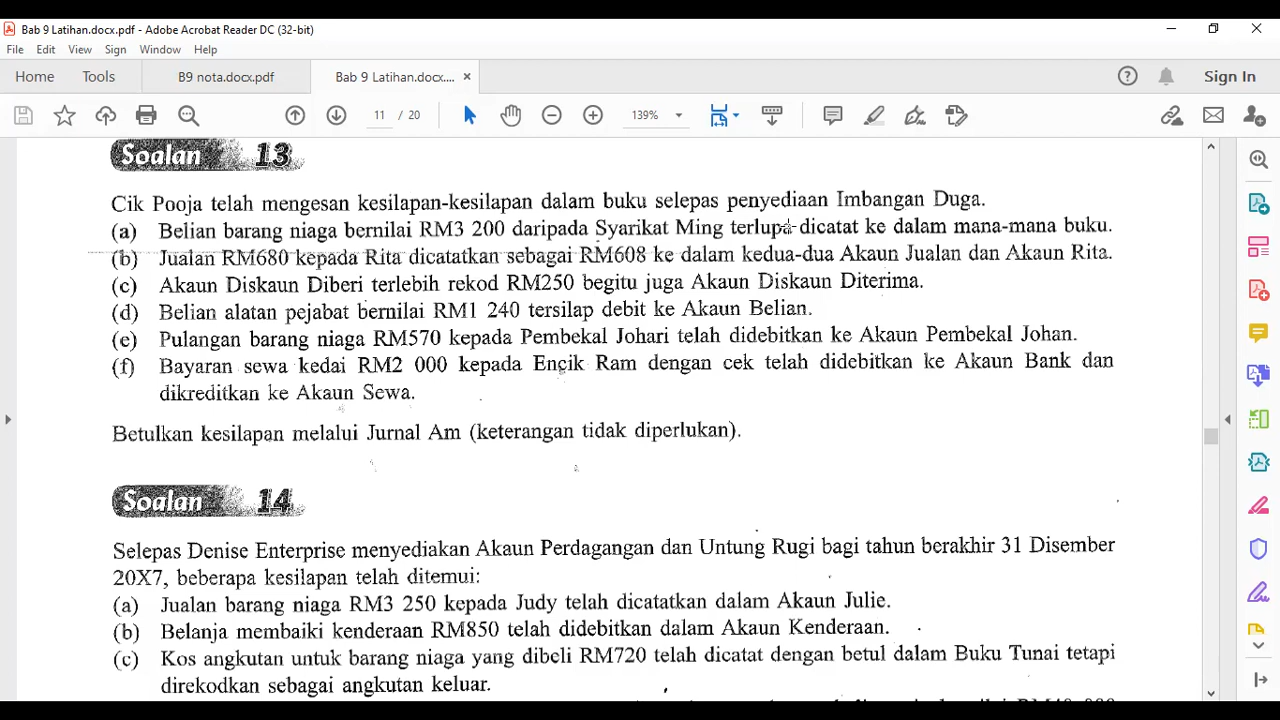 Bab 9 Latihan.docx.pdf - Adobe Acrobat Reader DC (32-bit)
File Edit View Sign Window Help
Home Tools B9 nota.docx.pdf Bab 9 Latihan.docx.... × Sign In
11 / 20 139%
Soalan 13
Cik Pooja telah mengesan kesilapan-kesilapan dalam buku selepas penyediaan Imbangan Duga.
(a) Belian barang niaga bernilai RM3 200 daripada Syarikat Ming terlupa dicatat ke dalam mana-mana buku.
(b) Jualan RM680 kepada Rita dicatatkan sebagai RM608 ke dalam kedua-dua Akaun Jualan dan Akaun Rita.
(c) Akaun Diskaun Diberi terlebih rekod RM250 begitu juga Akaun Diskaun Diterima.
(d) Belian alatan pejabat bernilai RM1 240 tersilap debit ke Akaun Belian.
(e) Pulangan barang niaga RM570 kepada Pembekal Johari telah didebitkan ke Akaun Pembekal Johan.
(f) Bayaran sewa kedai RM2 000 kepada Encik Ram dengan cek telah didebitkan ke Akaun Bank dan
dikreditkan ke Akaun Sewa.
Betulkan kesilapan melalui Jurnal Am (keterangan tidak diperlukan).
Soalan 14
Selepas Denise Enterprise menyediakan Akaun Perdagangan dan Untung Rugi bagi tahun berakhir 31 Disember
20X7, beberapa kesilapan telah ditemui:
(a) Jualan barang niaga RM3 250 kepada Judy telah dicatatkan dalam Akaun Julie.
(b) Belanja membaiki kenderaan RM850 telah didebitkan dalam Akaun Kenderaan.
(c) Kos angkutan untuk barang niaga yang dibeli RM720 telah dicatat dengan betul dalam Buku Tunai tetapi
direkodkan sebagai angkutan keluar.